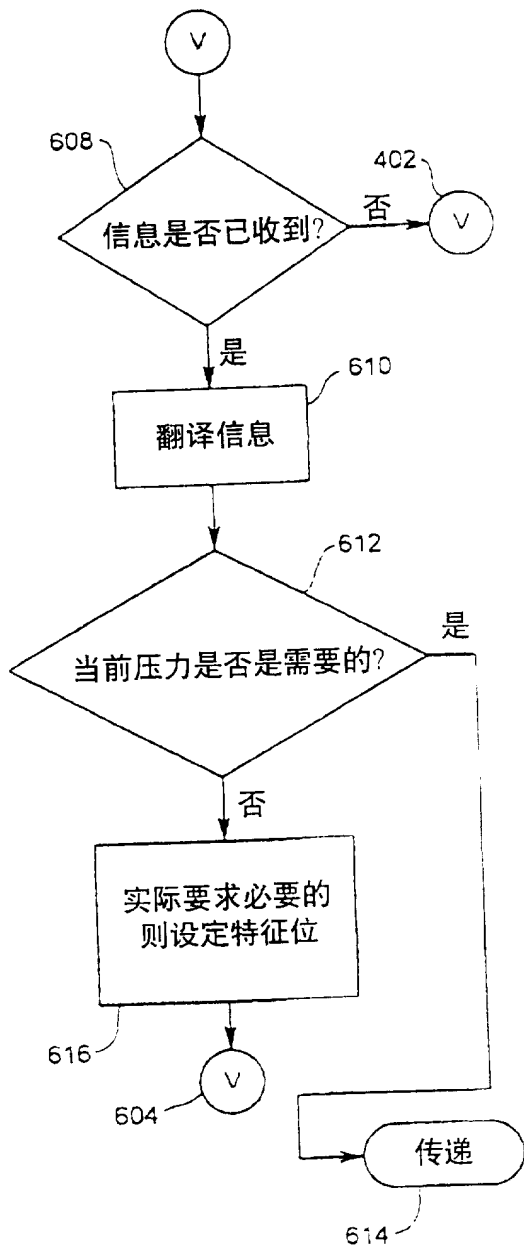 V
608
信息是否已收到?
否
402
V
是
610
翻译信息
612
当前压力是否是需要的?
是
否
实际要求必要的
则设定特征位
616
V
604
传递
614